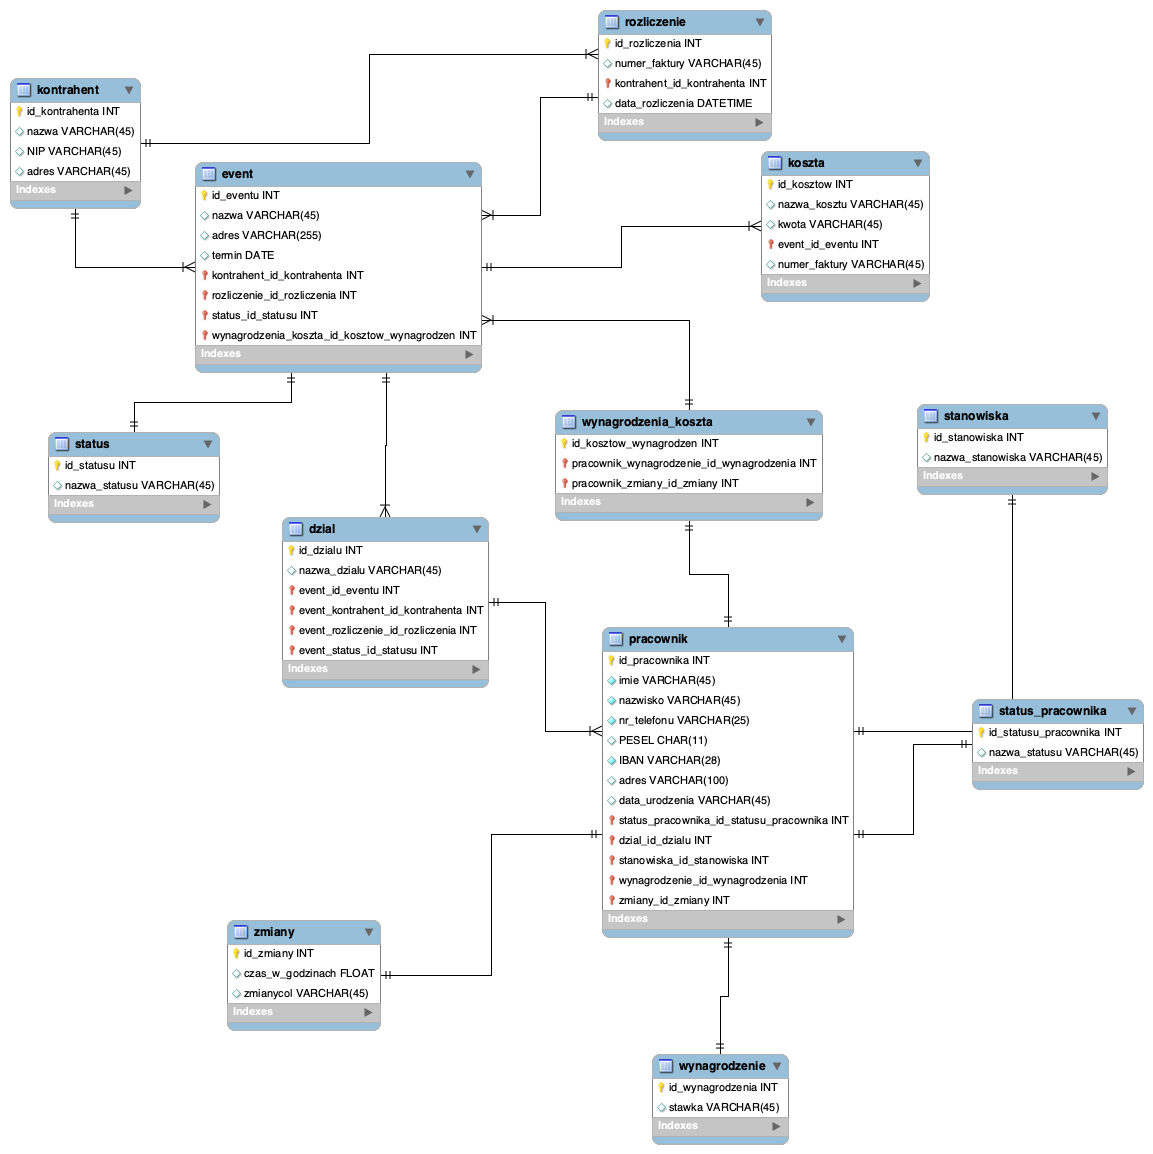 rozliczenie
id_rozliczenia INT
numer_faktury VARCHAR(45)
kontrahent_id_kontrahenta INT
data_rozliczenia DATETIME
Indexes
kontrahent
id_kontrahenta INT
nazwa VARCHAR(45)
NIP VARCHAR(45)
adres VARCHAR(45)
Indexes
koszta
id_kosztow INT
nazwa_kosztu VARCHAR(45)
kwota VARCHAR(45)
event_id_eventu INT
numer_faktury VARCHAR(45)
Indexes
event
id_eventu INT
nazwa VARCHAR(45)
adres VARCHAR(255)
termin DATE
kontrahent_id_kontrahenta INT
rozliczenie_id_rozliczenia INT
status_id_statusu INT
wynagrodzenia_koszta_id_kosztow_wynagrodzen INT
Indexes
status
id_statusu INT
nazwa_statusu VARCHAR(45)
Indexes
wynagrodzenia_koszta
id_kosztow_wynagrodzen INT
pracownik_wynagrodzenie_id_wynagrodzenia INT
pracownik_zmiany_id_zmiany INT
Indexes
stanowiska
id_stanowiska INT
nazwa_stanowiska VARCHAR(45)
Indexes
dzial
id_dzialu INT
nazwa_dzialu VARCHAR(45)
event_id_eventu INT
event_kontrahent_id_kontrahenta INT
event_rozliczenie_id_rozliczenia INT
event_status_id_statusu INT
Indexes
pracownik
id_pracownika INT
imie VARCHAR(45)
nazwisko VARCHAR(45)
nr_telefonu VARCHAR(25)
PESEL CHAR(11)
IBAN VARCHAR(28)
adres VARCHAR(100)
data_urodzenia VARCHAR(45)
status_pracownika_id_statusu_pracownika INT
dzial_id_dzialu INT
stanowiska_id_stanowiska INT
wynagrodzenie_id_wynagrodzenia INT
zmiany_id_zmiany INT
Indexes
status_pracownika
id_statusu_pracownika INT
nazwa_statusu VARCHAR(45)
Indexes
zmiany
id_zmiany INT
czas_w_godzinach FLOAT
zmianycol VARCHAR(45)
Indexes
wynagrodzenie
id_wynagrodzenia INT
stawka VARCHAR(45)
Indexes